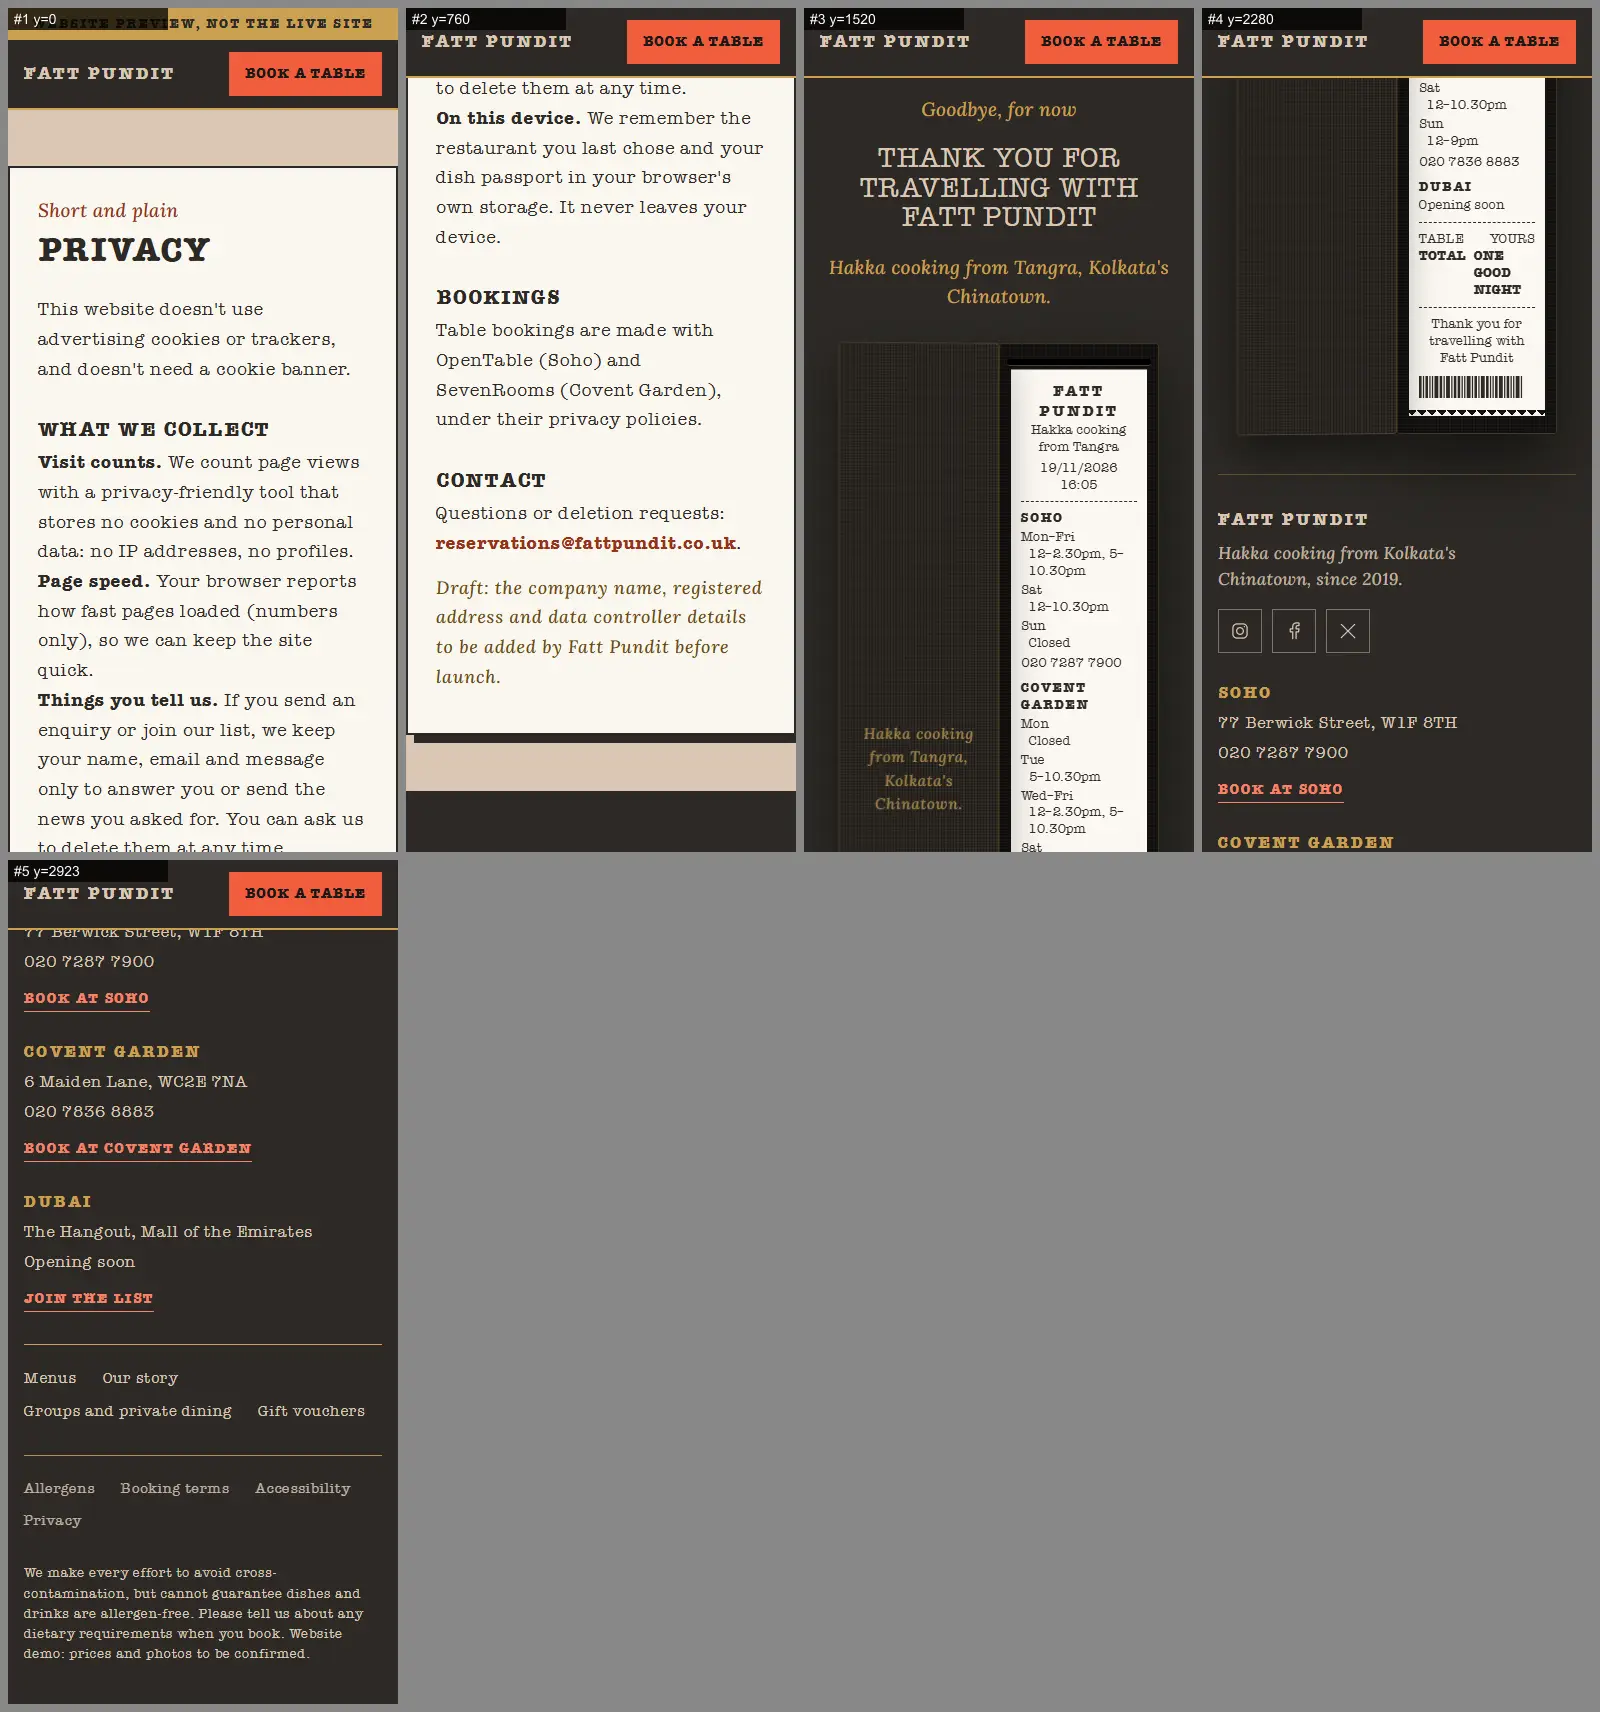 #1 y=0
BSITE PREVIEW, NOT THE LIVE SITE
FATT PUNDIT
BOOK A TABLE
Short and plain
PRIVACY
This website doesn't use
advertising cookies or trackers,
and doesn't need a cookie banner.
WHAT WE COLLECT
Visit counts. We count page views
with a privacy-friendly tool that
stores no cookies and no personal
data: no IP addresses, no profiles.
Page speed. Your browser reports
how fast pages loaded (numbers
only), so we can keep the site
quick.
Things you tell us. If you send an
enquiry or join our list, we keep
your name, email and message
only to answer you or send the
news you asked for. You can ask us
to delete them at any time
#2 y=760
FATT PUNDIT
BOOK A TABLE
to delete them at any time.
On this device. We remember the
restaurant you last chose and your
dish passport in your browser's
own storage. It never leaves your
device.
BOOKINGS
Table bookings are made with
OpenTable (Soho) and
SevenRooms (Covent Garden),
under their privacy policies.
CONTACT
Questions or deletion requests:
reservations@fattpundit.co.uk.
Draft: the company name, registered
address and data controller details
to be added by Fatt Pundit before
launch.
#3 y=1520
FATT PUNDIT
BOOK A TABLE
Goodbye, for now
THANK YOU FOR
TRAVELLING WITH
FATT PUNDIT
Hakka cooking from Tangra, Kolkata's
Chinatown.
Hakka cooking
from Tangra,
Kolkata's
Chinatown.
FATT
PUNDIT
Hakka cooking
from Tangra
19/11/2026
16:05
SOHO
Mon-Fri
12-2.30pm, 5-
10.30pm
Sat
12-10.30pm
Sun
Closed
020 7287 7900
COVENT
GARDEN
Mon
Closed
Tue
5-10.30pm
Wed-Fri
12-2.30pm, 5-
10.30pm
Sat
#4 y=2280
FATT PUNDIT
BOOK A TABLE
Sat
12-10.30pm
Sun
12-9pm
020 7836 8883
DUBAI
Opening soon
TABLE YOURS
TOTAL ONE
GOOD
NIGHT
Thank you for
travelling with
Fatt Pundit
FATT PUNDIT
Hakka cooking from Kolkata's
Chinatown, since 2019.
SOHO
77 Berwick Street, W1F 8TH
020 7287 7900
BOOK AT SOHO
COVENT GARDEN
#5 y=2923
FATT PUNDIT
BOOK A TABLE
77 Berwick Street, W1F 8TH
020 7287 7900
BOOK AT SOHO
COVENT GARDEN
6 Maiden Lane, WC2E 7NA
020 7836 8883
BOOK AT COVENT GARDEN
DUBAI
The Hangout, Mall of the Emirates
Opening soon
JOIN THE LIST
Menus Our story
Groups and private dining Gift vouchers
Allergens Booking terms Accessibility
Privacy
We make every effort to avoid cross-
contamination, but cannot guarantee dishes and
drinks are allergen-free. Please tell us about any
dietary requirements when you book. Website
demo: prices and photos to be confirmed.